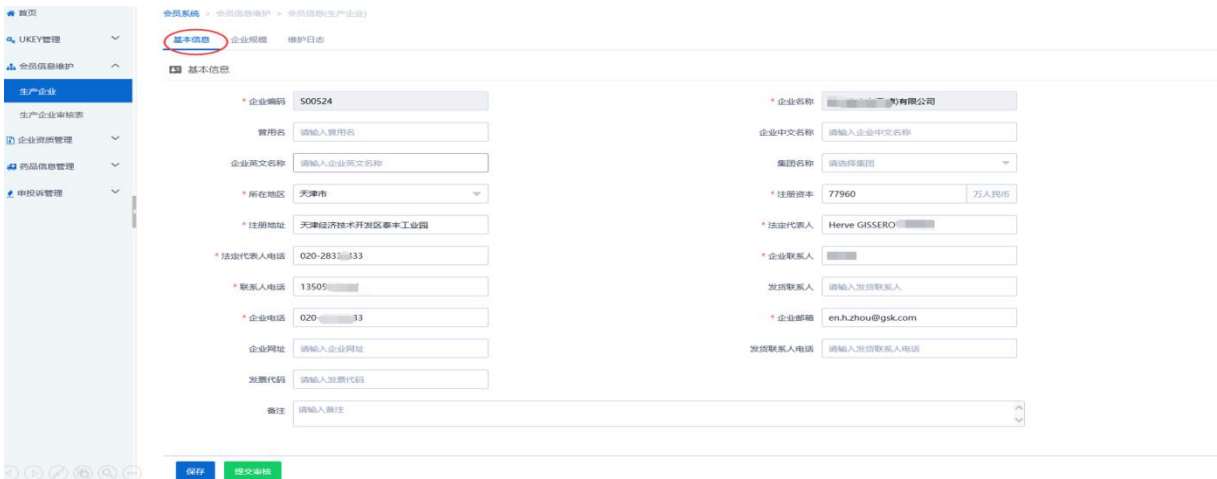 首页
会员系统 > 会员信息维护 > 会员信息(生产企业)
UKEY管理
基本信息 企业规模 维护日志
会员信息维护
基本信息
生产企业
* 企业编码 S00524 * 企业名称 有限公司
生产企业审核表
曾用名 请输入曾用名 企业中文名称 请输入企业中文名称
企业资质管理
企业英文名称 请输入企业英文名称 集团名称 请选择集团
药品信息管理
* 所在地区 天津市 * 注册资本 77960 万人民币
申投诉管理
* 注册地址 天津经济技术开发区泰丰工业园 * 法定代表人 Herve GISSERO
* 法定代表人电话 020-283 33 * 企业联系人
* 联系人电话 13505 发货联系人 请输入发货联系人
* 企业电话 020- 33 * 企业邮箱 en.h.zhou@gsk.com
企业网址 请输入企业网址 发货联系人电话 请输入发货联系人电话
发票代码 请输入发票代码
备注 请输入备注
保存 提交审核